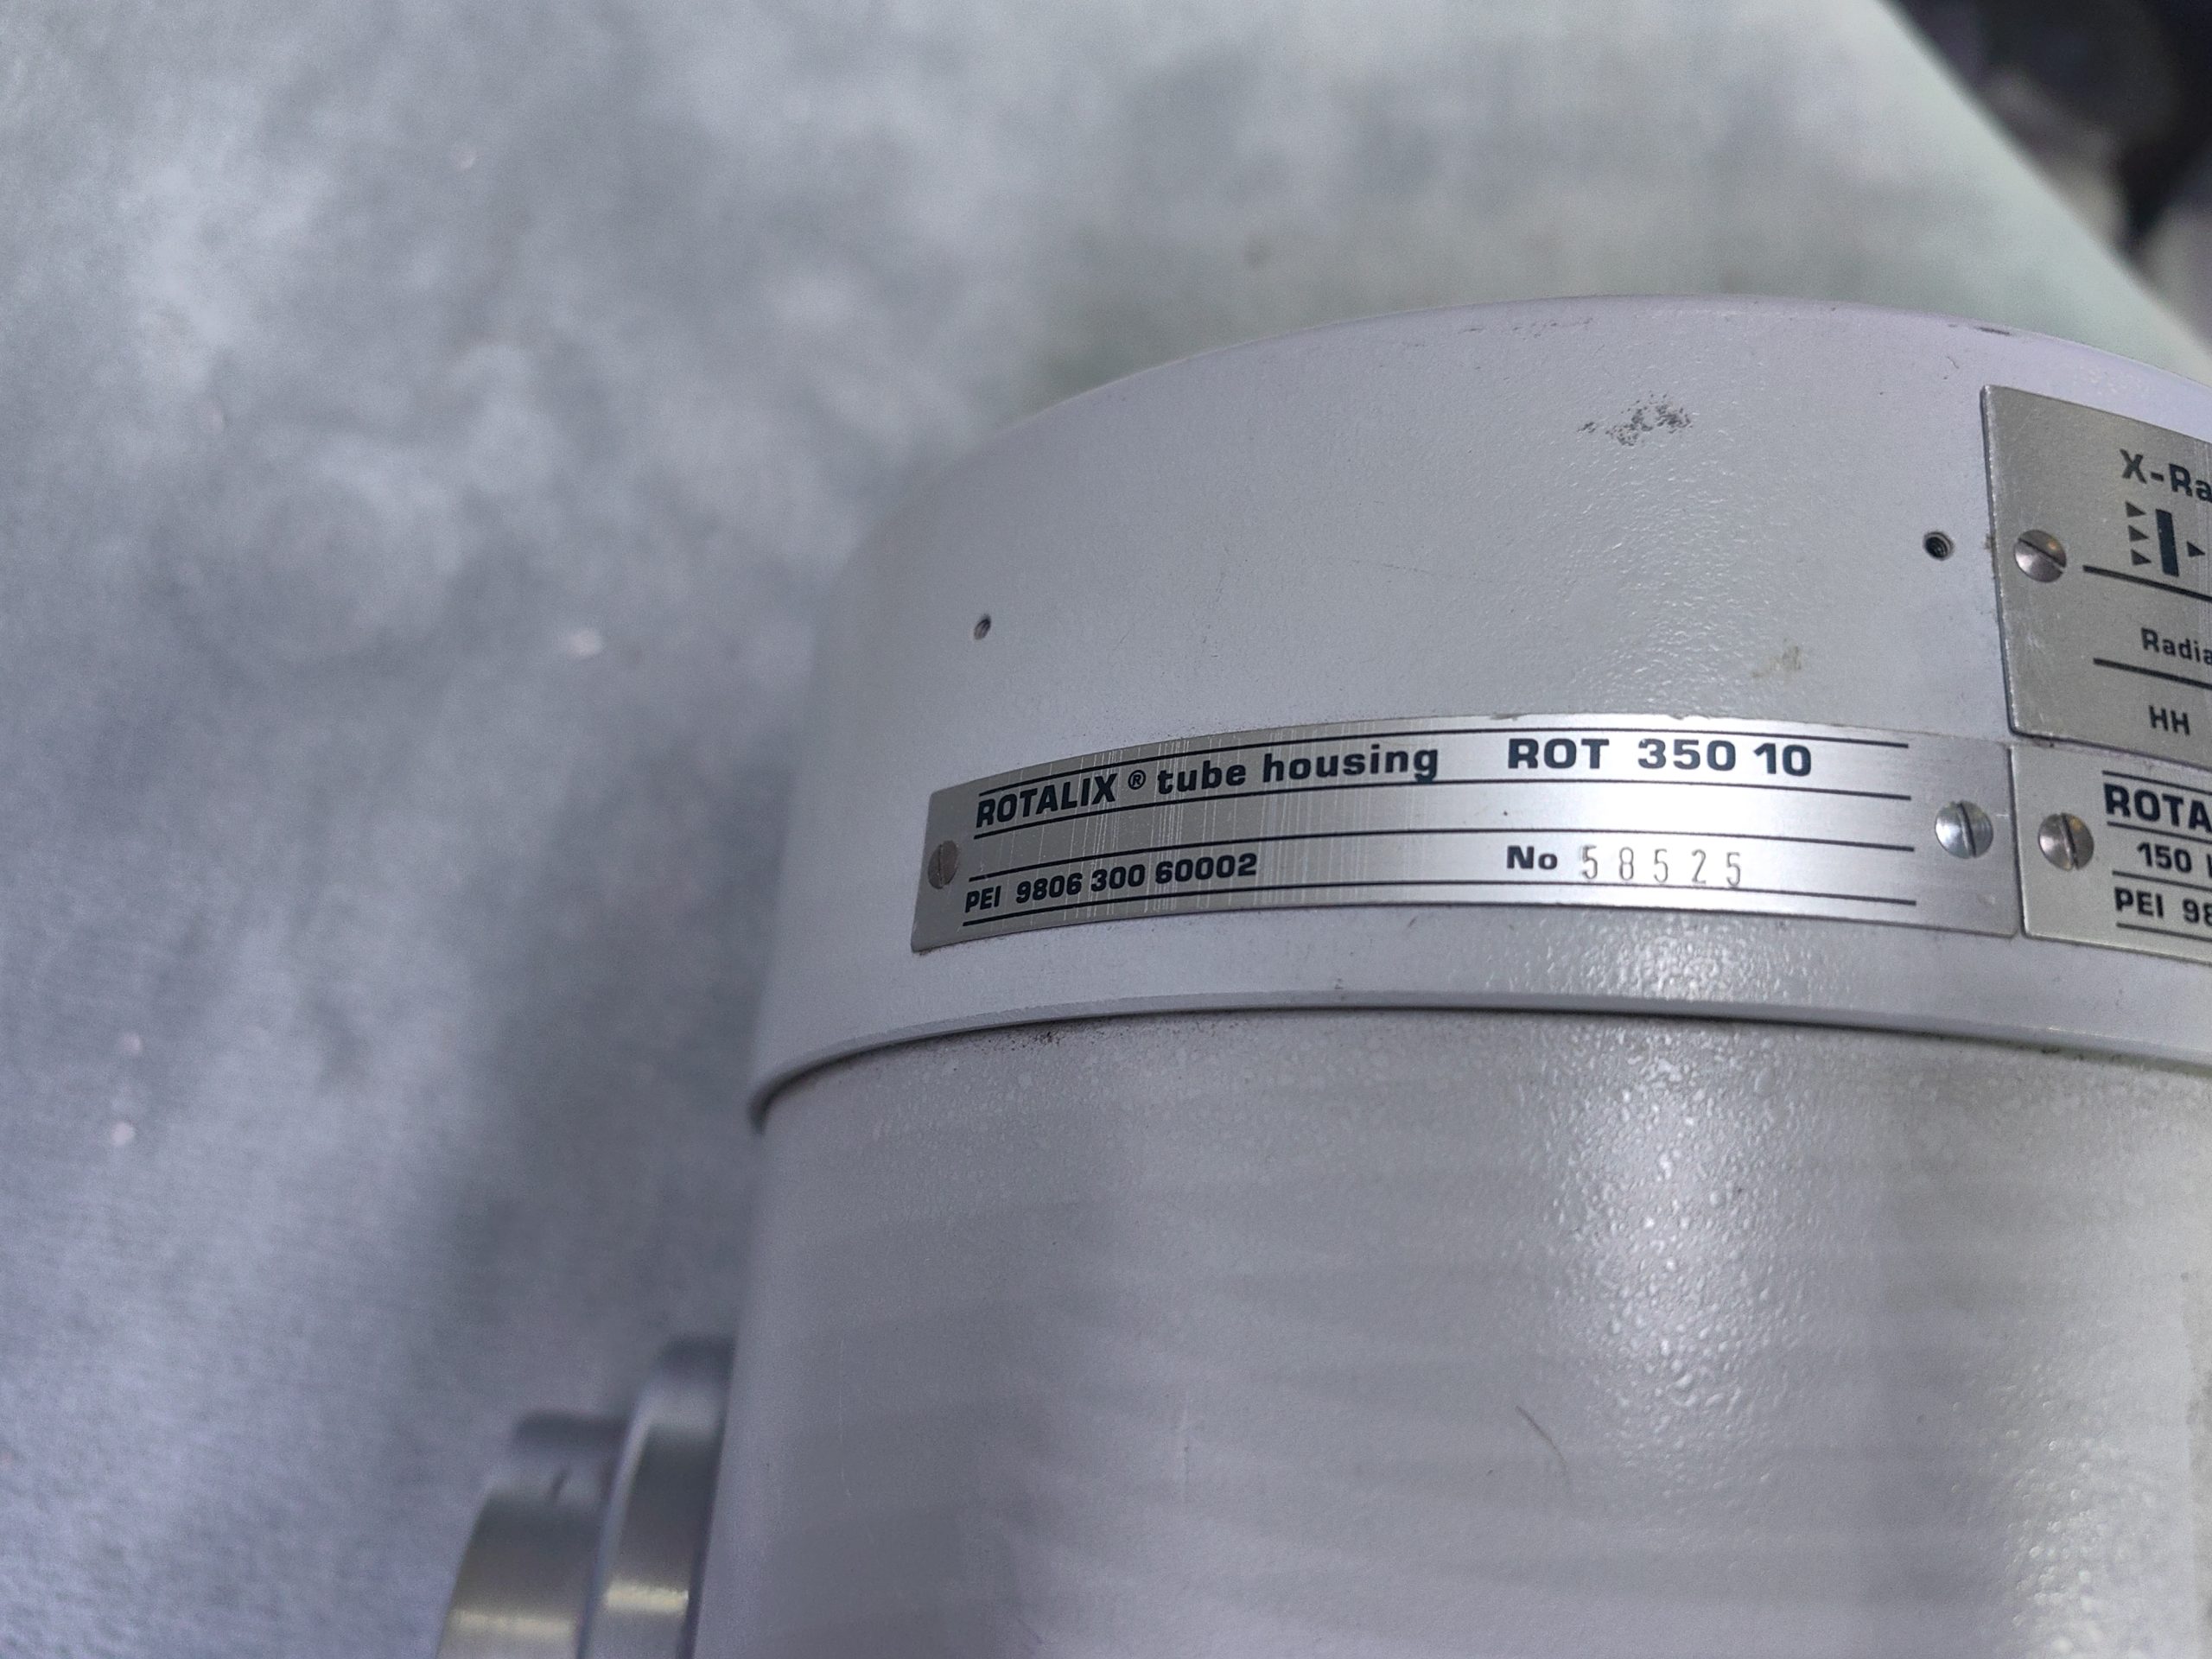 ROTALIX® tube housing ROT 350 10
PEI 9806 300 60002 No 58525
X-Ra
Radia
HH
ROTA
150
PEI 98